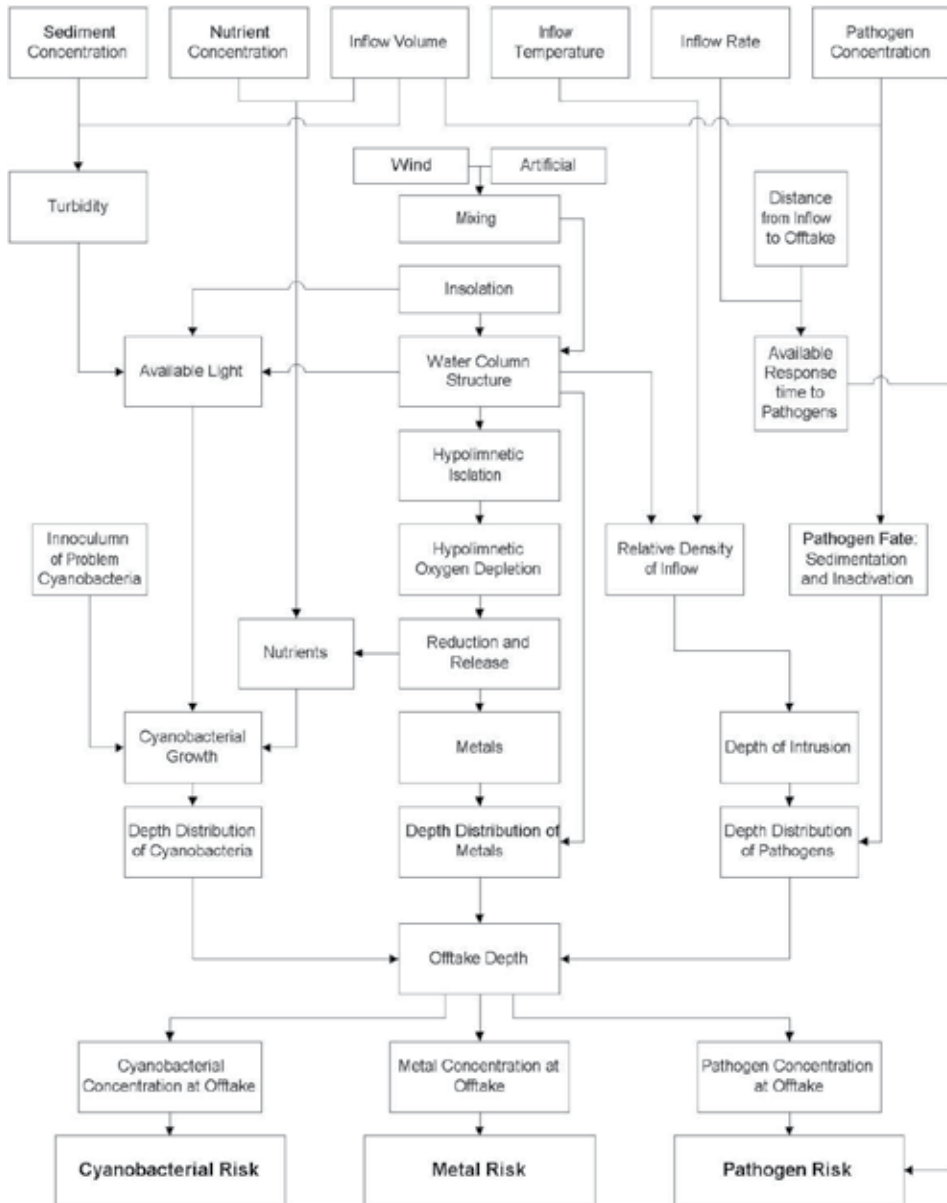 Sediment
Concentration
Nutrient
Concentration
Inflow Volume
Inflow
Temperature
Inflow Rate
Pathogen
Concentration
Wind
Artificial
Turbidity
Mixing
Distance
from Inflow
to Offtake
Insolation
Available Light
Water Column
Structure
Available
Response
time to
Pathogens
Hypolimnetic
Isolation
Innoculumn
of Problem
Cyanobacteria
Hypolimnetic
Oxygen Depletion
Relative Density
of Inflow
Pathogen Fate:
Sedimentation
and Inactivation
Nutrients
Reduction and
Release
Cyanobacterial
Growth
Metals
Depth of Intrusion
Depth Distribution
of Cyanobacteria
Depth Distribution of
Metals
Depth Distribution
of Pathogens
Offtake Depth
Cyanobacterial
Concentration at Offtake
Metal Concentration at
Offtake
Pathogen Concentration
at Offtake
Cyanobacterial Risk
Metal Risk
Pathogen Risk